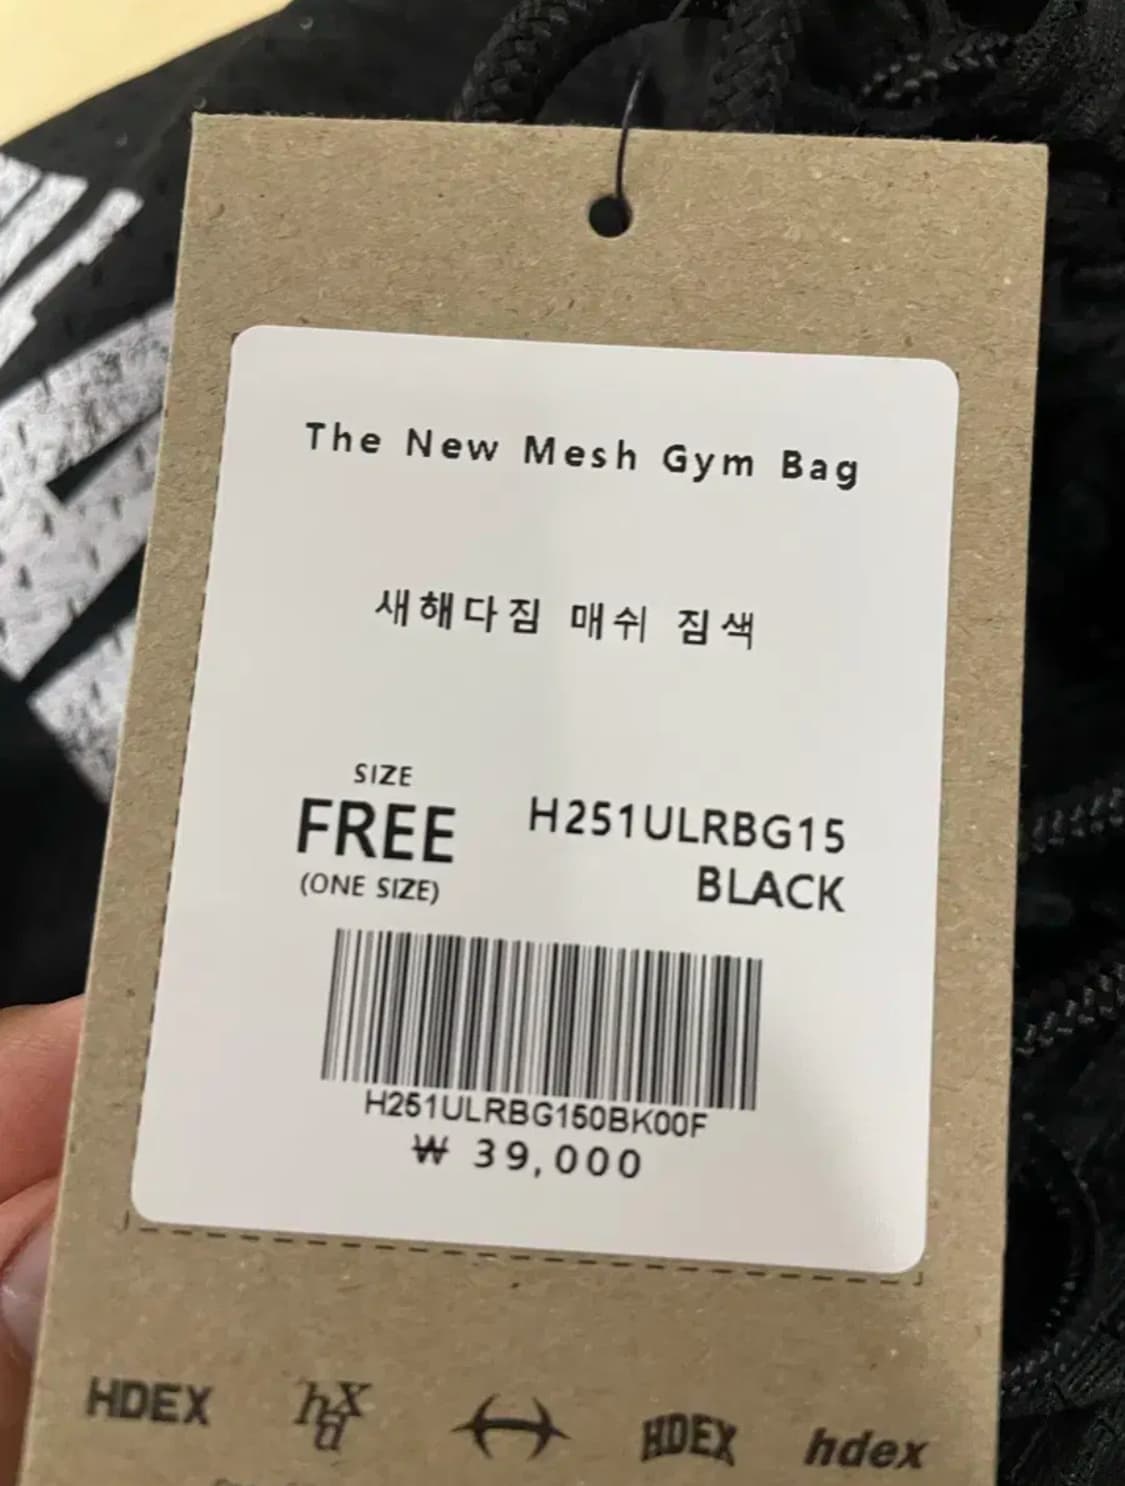 The New Mesh Gym Bag
새해다짐 매쉬 짐색
SIZE
FREE
(ONE SIZE)
H251ULRBG15
BLACK
H251ULRBG150BK00F
₩ 39,000
HDEX
hdx
HDEX
hdex